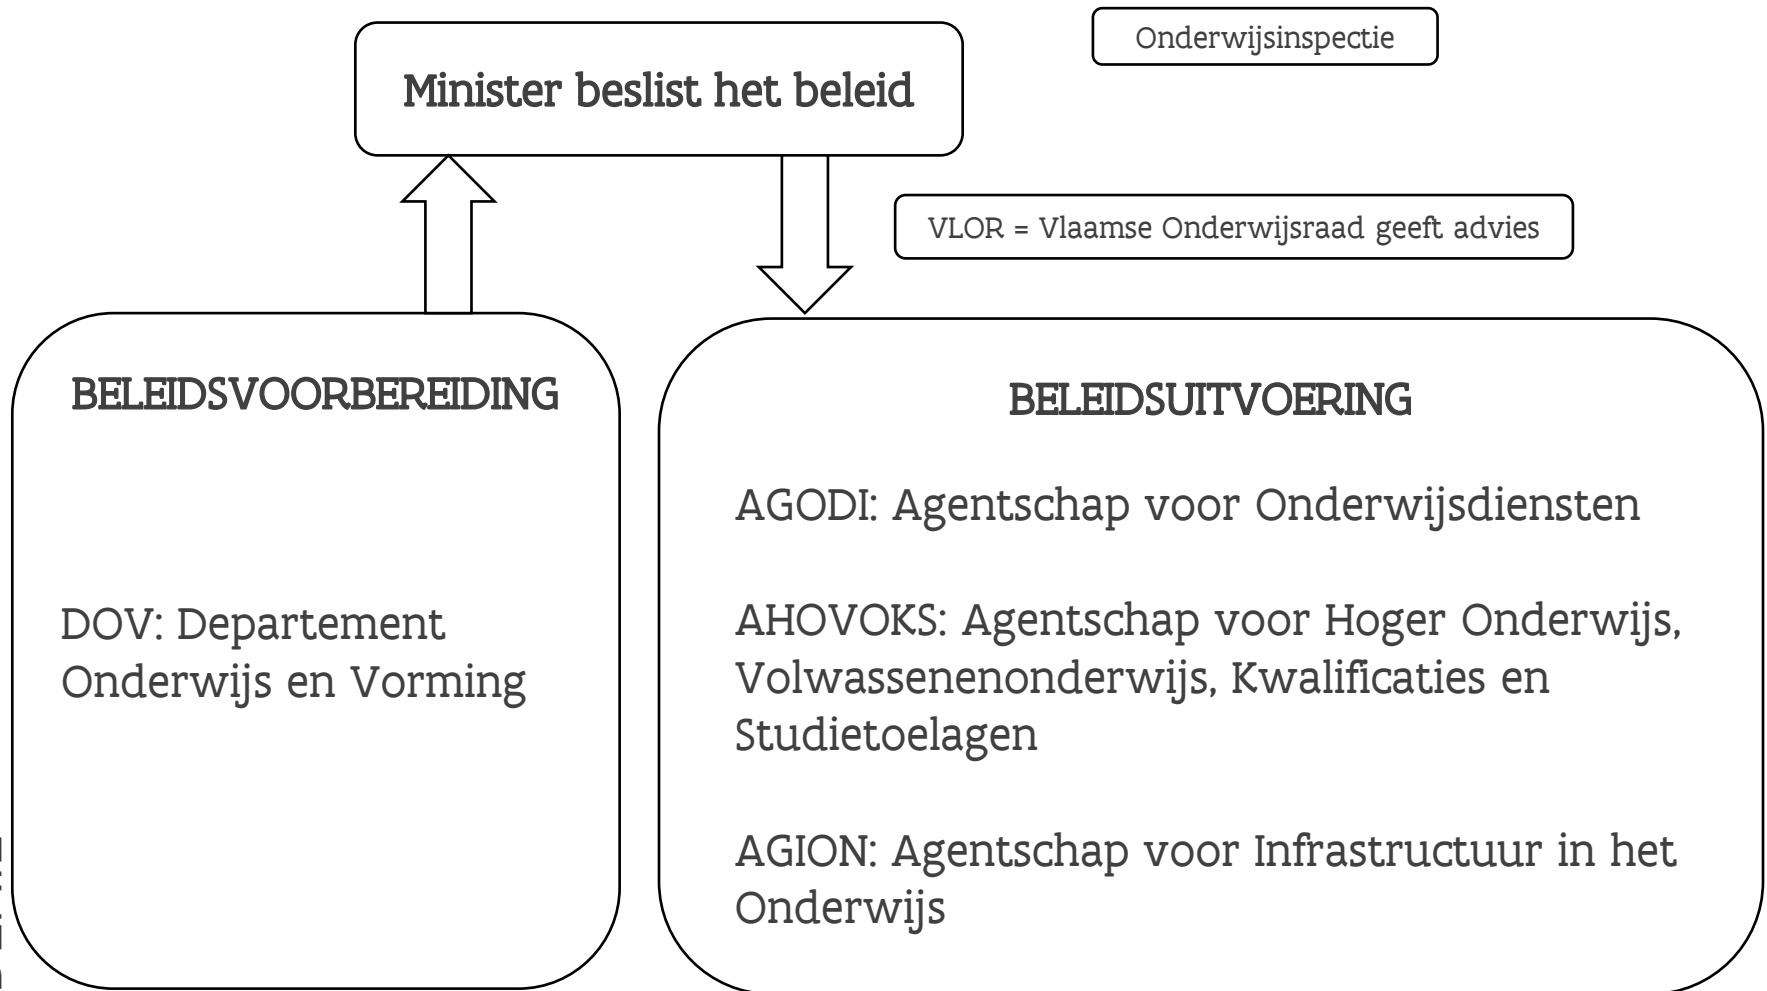 Onderwijsinspectie
Minister beslist het beleid
VLOR = Vlaamse Onderwijsraad geeft advies
BELEIDSVOORBEREIDING
DOV: Departement
Onderwijs en Vorming
BELEIDSUITVOERING
AGODI: Agentschap voor Onderwijsdiensten
AHOVOKS: Agentschap voor Hoger Onderwijs,
Volwassenenonderwijs, Kwalificaties en
Studietoelagen
AGION: Agentschap voor Infrastructuur in het
Onderwijs